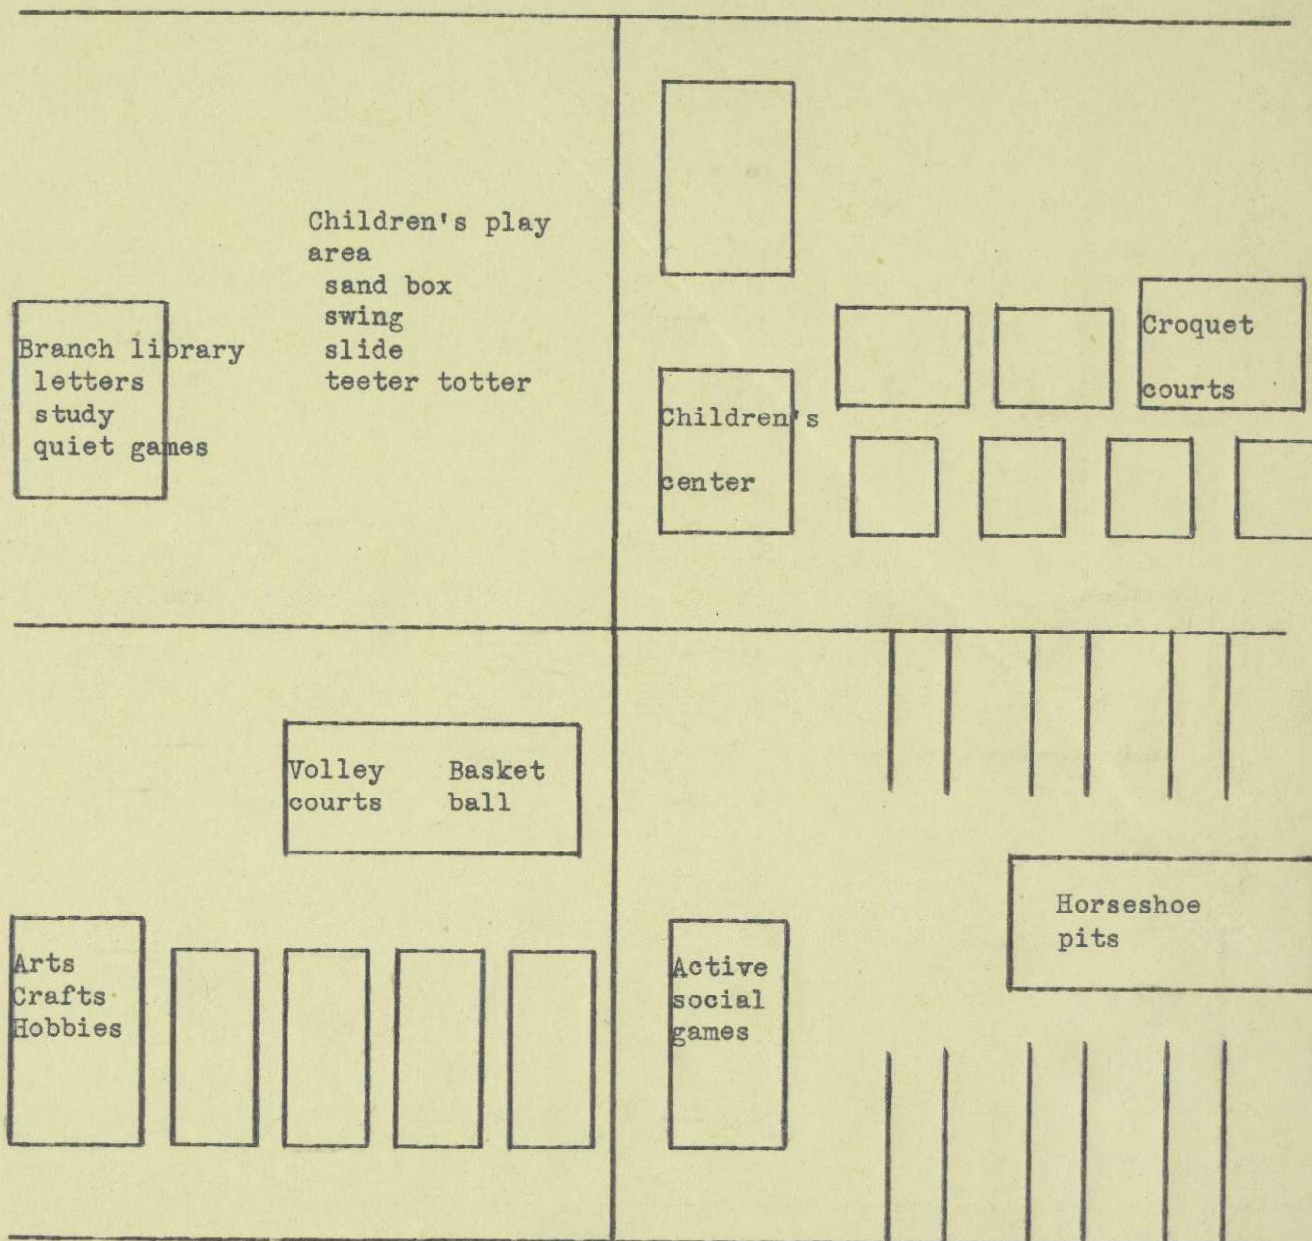 Children's play
area
sand box
swing
slide
teeter totter
Branch library
letters
study
quiet games
Croquet
courts
Children's
center
Volley Basket
courts ball
Arts
Crafts
Hobbies
Active
social
games
Horseshoe
pits